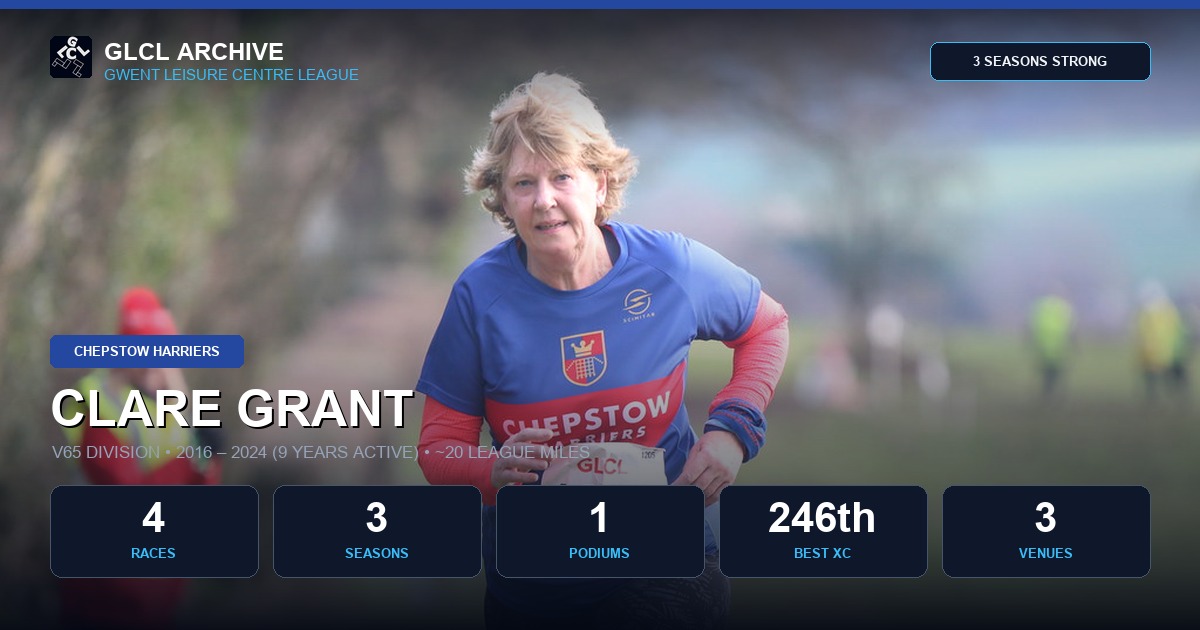 GLCL ARCHIVE
GWENT LEISURE CENTRE LEAGUE
3 SEASONS STRONG
SCIMITAR
CHEPSTOW HARRIERS
CHEPSTOW
HARRIERS
CLARE GRANT
V65 DIVISION • 2016 – 2024 (9 YEARS ACTIVE) • ~20 LEAGUE MILES
GLCL
4
RACES
3
SEASONS
1
PODIUMS
246th
BEST XC
3
VENUES